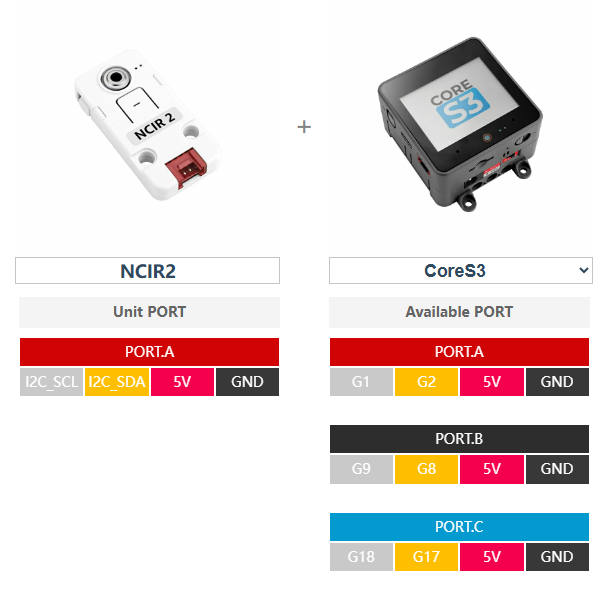 NCIR 2
+
CORE
S3
NCIR2
CoreS3
Unit PORT
Available PORT
PORT.A
I2C_SCL I2C_SDA 5V GND
PORT.A
G1 G2 5V GND
PORT.B
G9 G8 5V GND
PORT.C
G18 G17 5V GND